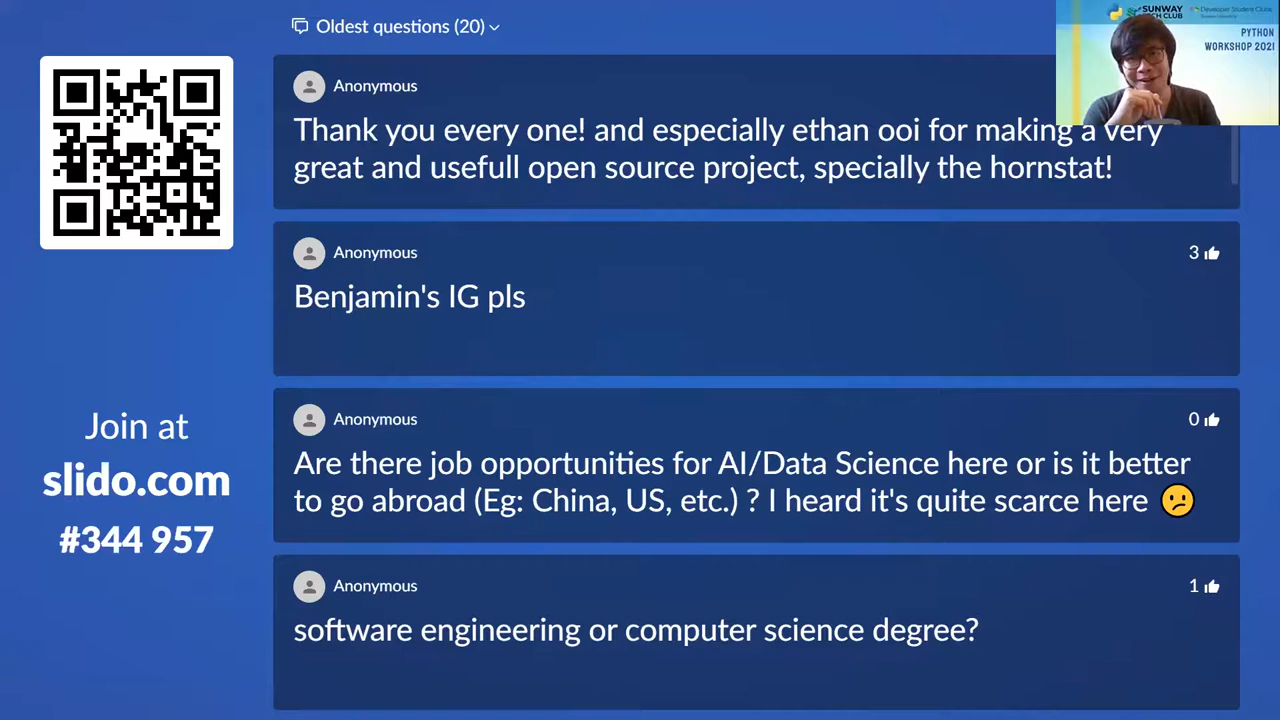 Oldest questions (20)
Anonymous
Thank you every one! and especially ethan ooi for making a very
great and usefull open source project, specially the hornstat!
Anonymous
3
Benjamin's IG pls
Anonymous
0
Are there job opportunities for AI/Data Science here or is it better
to go abroad (Eg: China, US, etc.) ? I heard it's quite scarce here 😕
Anonymous
1
software engineering or computer science degree?
Join at
slido.com
#344 957
SUNWAY
TECH CLUB
Developer Student Clubs
PYTHON
WORKSHOP 2021